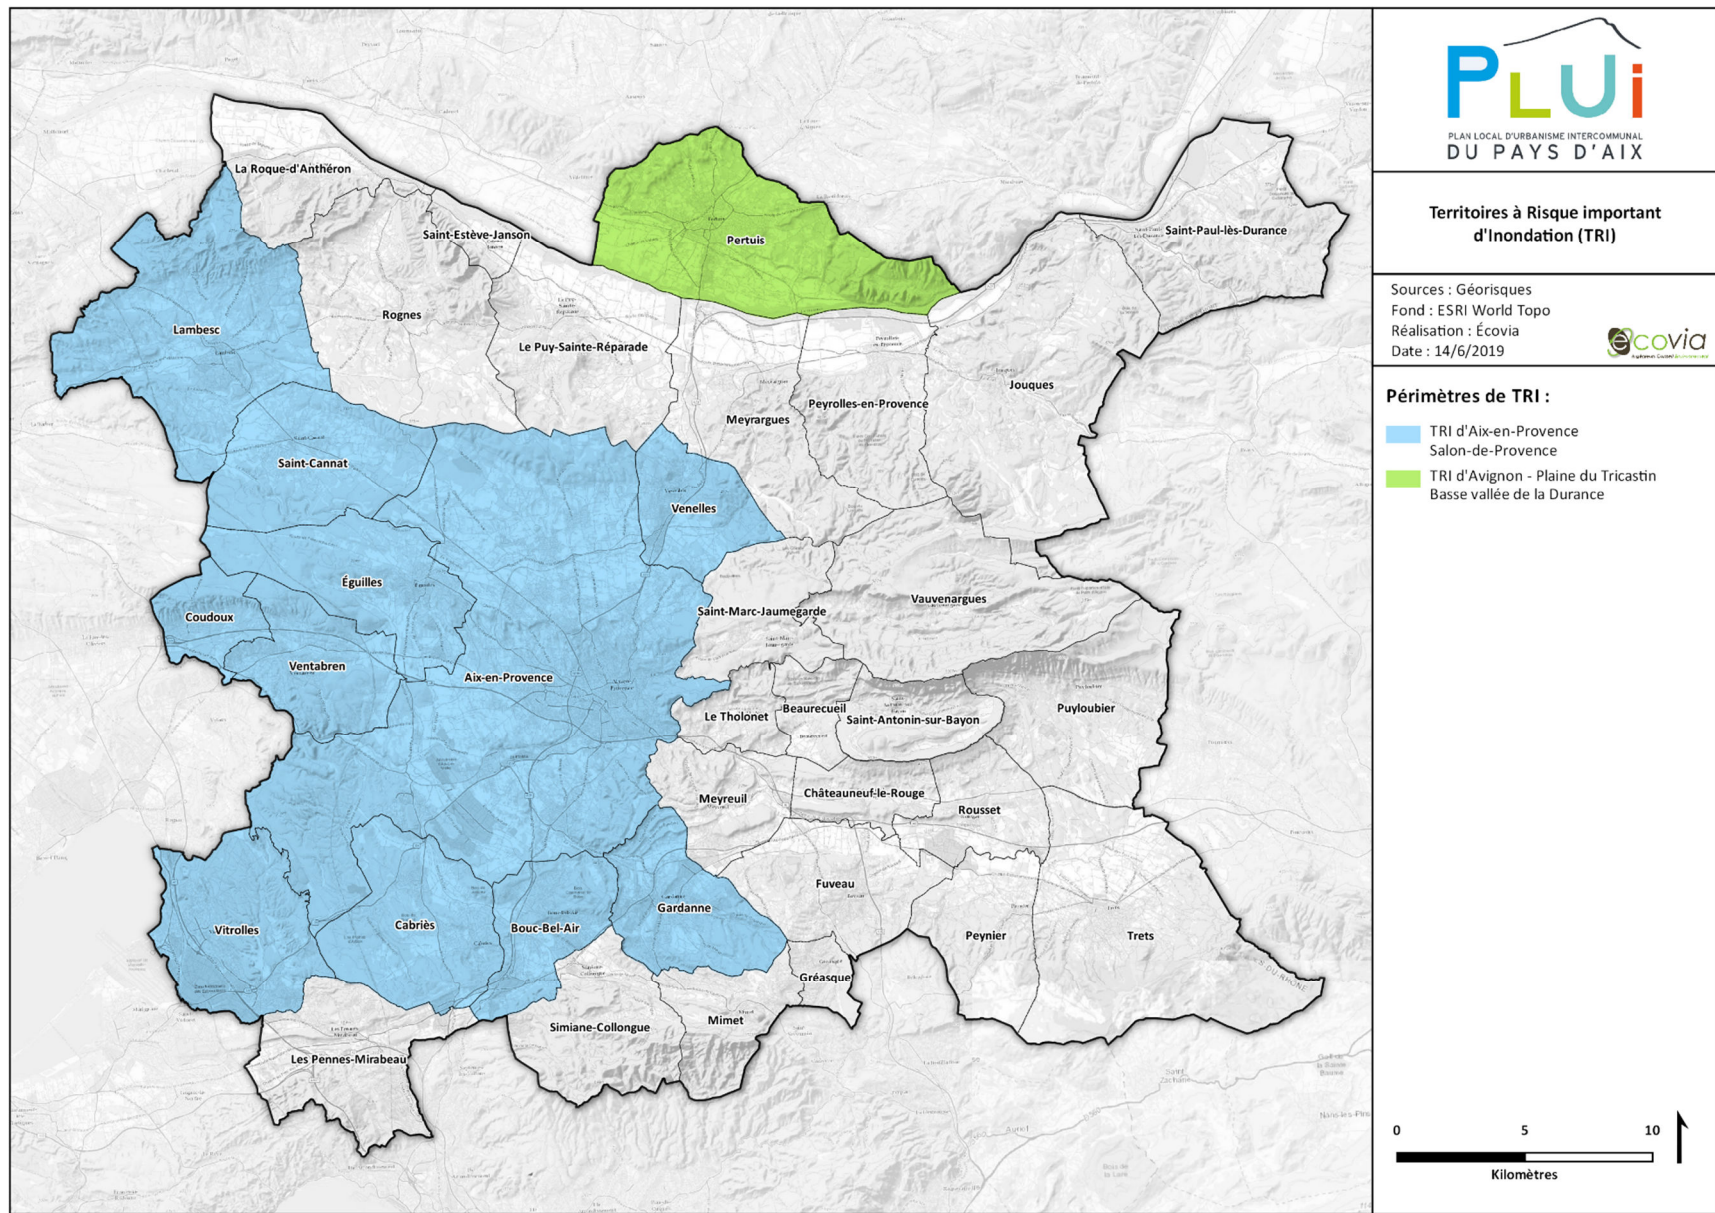 La Roque-d'Anthéron
Saint-Estève-Janson
Pertuis
Saint-Paul-lès-Durance
Lambesc
Rognes
Le Puy-Sainte-Réparade
Jouques
Meyrargues
Peyrolles-en-Provence
Saint-Cannat
Venelles
Éguilles
Coudoux
Saint-Marc-Jaumegarde
Vauvenargues
Ventabren
Aix-en-Provence
Le Tholonet
Beaurecueil
Saint-Antonin-sur-Bayon
Puyloubier
Meyreuil
Châteauneuf-le-Rouge
Rousset
Fuveau
Vitrolles
Cabriès
Bouc-Bel-Air
Gardanne
Peynier
Trets
Gréasque
Simiane-Collongue
Mimet
Les Pennes-Mirabeau
PLUi
PLAN LOCAL D'URBANISME INTERCOMMUNAL
DU PAYS D'AIX
Territoires à Risque important
d'Inondation (TRI)
Sources : Géorisques
Fond : ESRI World Topo
Réalisation : Écovia
Date : 14/6/2019
écovia
Périmètres de TRI :
TRI d'Aix-en-Provence
Salon-de-Provence
TRI d'Avignon - Plaine du Tricastin
Basse vallée de la Durance
0 5 10
Kilomètres